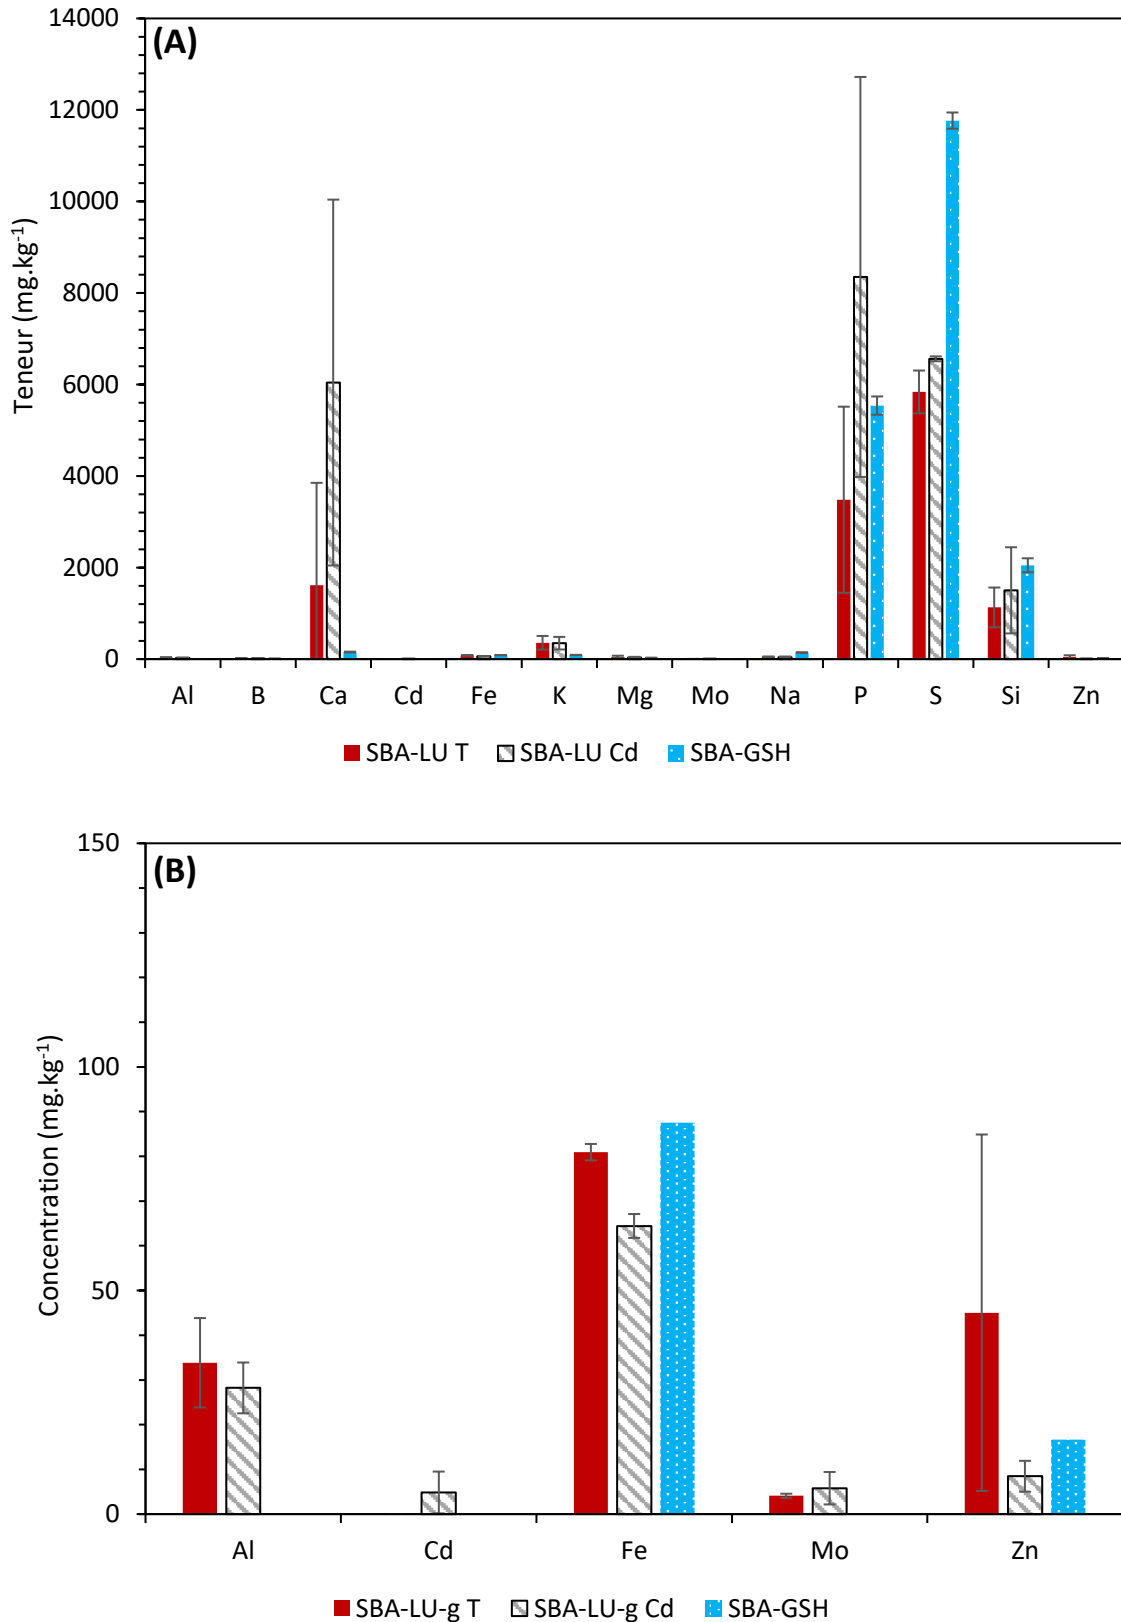 (A)
14000
12000
10000
8000
6000
4000
2000
0
Teneur (mg.kg⁻¹)
Al B Ca Cd Fe K Mg Mo Na P S Si Zn
SBA-LU T SBA-LU Cd SBA-GSH
(B)
150
100
50
0
Concentration (mg.kg⁻¹)
Al Cd Fe Mo Zn
SBA-LU-g T SBA-LU-g Cd SBA-GSH